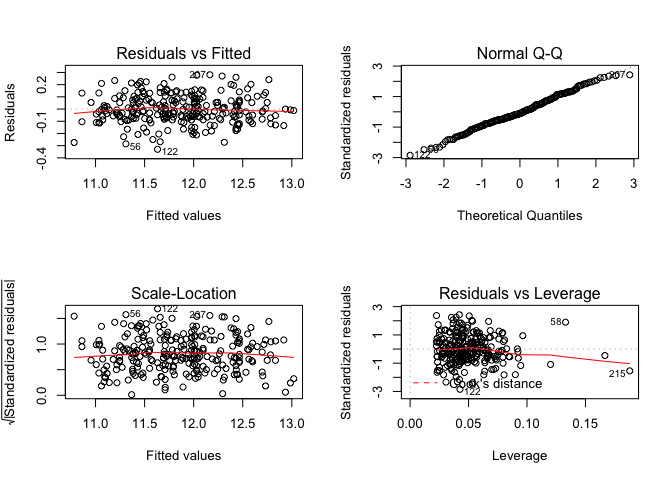 Residuals vs Fitted
Residuals
0.2
-0.1
-0.4
207
56
122
11.0 11.5 12.0 12.5 13.0
Fitted values
Normal Q-Q
Standardized residuals
3
1
-1
-3
207
122
-3 -2 -1 0 1 2 3
Theoretical Quantiles
Scale-Location
√|Standardized residuals|
1.0
0.0
56
122
207
11.0 11.5 12.0 12.5 13.0
Fitted values
Residuals vs Leverage
Standardized residuals
3
1
-1
-3
58
215
Cook's distance
122
0.00 0.05 0.10 0.15
Leverage